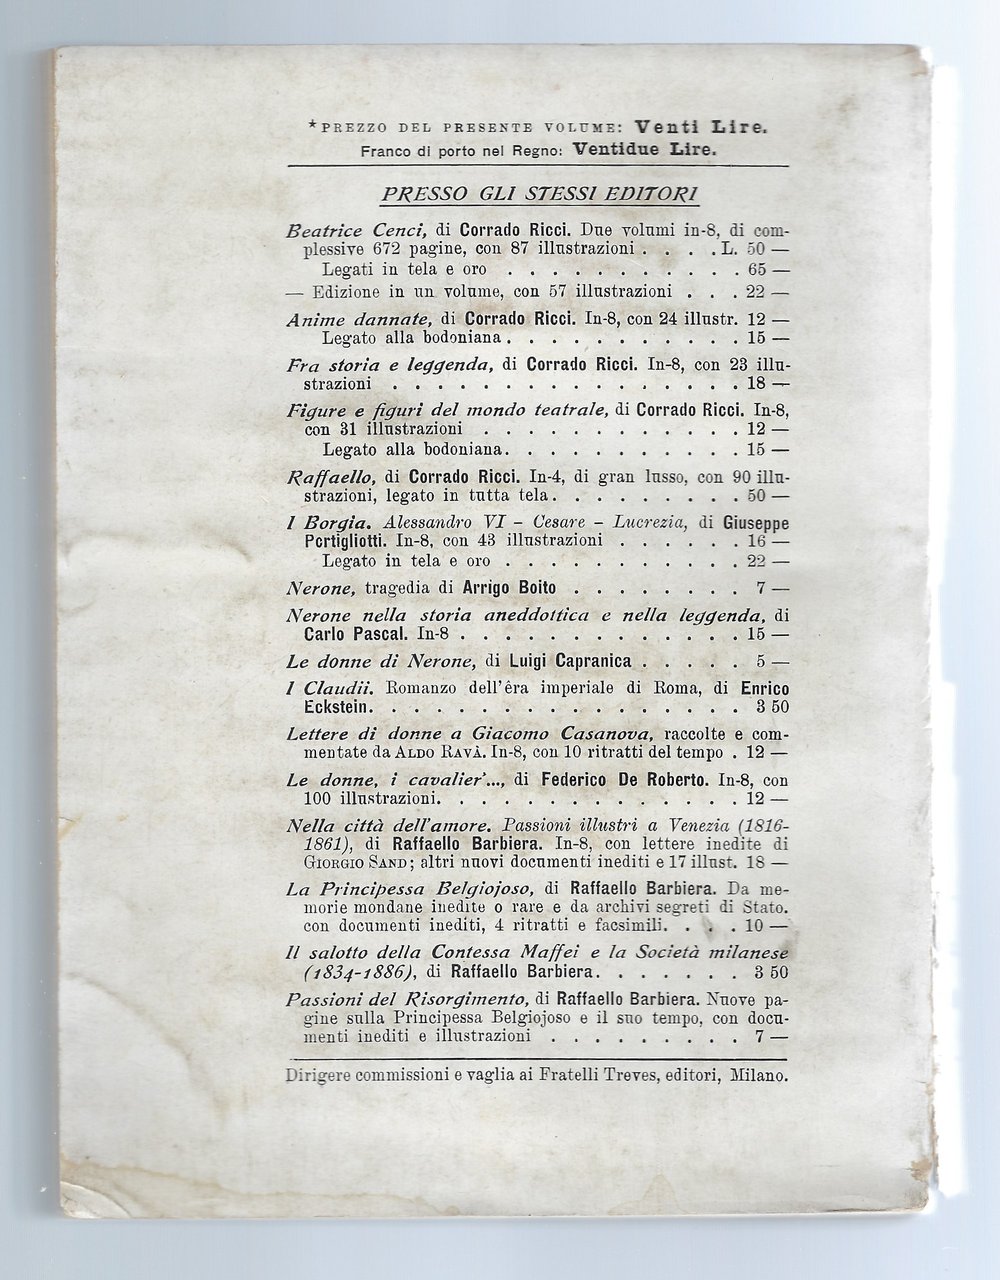 *PREZZO DEL PRESENTE VOLUME: Venti Lire.
Franco di porto nel Regno: Ventidue Lire.
PRESSO GLI STESSI EDITORI
Beatrice Cenci, di Corrado Ricci. Due volumi in-8, di com-
plessive 672 pagine, con 87 illustrazioni . . . . L. 50 —
Legati in tela e oro . . . . . . . . . . . 65 —
— Edizione in un volume, con 57 illustrazioni . . . 22 —
Anime dannate, di Corrado Ricci. In-8, con 24 illustr. 12 —
Legato alla bodoniana . . . . . . . . . . . 15 —
Fra storia e leggenda, di Corrado Ricci. In-8, con 23 illu-
strazioni . . . . . . . . . . . . . . . . 18 —
Figure e figuri del mondo teatrale, di Corrado Ricci. In-8,
con 31 illustrazioni . . . . . . . . . . . . 12 —
Legato alla bodoniana . . . . . . . . . . . 15 —
Raffaello, di Corrado Ricci. In-4, di gran lusso, con 90 illu-
strazioni, legato in tutta tela . . . . . . . . . 50 —
I Borgia. Alessandro VI – Cesare – Lucrezia, di Giuseppe
Portigliotti. In-8, con 43 illustrazioni . . . . . . 16 —
Legato in tela e oro . . . . . . . . . . . 22 —
Nerone, tragedia di Arrigo Boito . . . . . . . . 7 —
Nerone nella storia aneddottica e nella leggenda, di
Carlo Pascal. In-8 . . . . . . . . . . . . . 15 —
Le donne di Nerone, di Luigi Capranica . . . . . 5 —
I Claudii. Romanzo dell'êra imperiale di Roma, di Enrico
Eckstein. . . . . . . . . . . . . . . . . 3 50
Lettere di donne a Giacomo Casanova, raccolte e com-
mentate da ALDO RAVÀ. In-8, con 10 ritratti del tempo . 12 —
Le donne, i cavalier'..., di Federico De Roberto. In-8, con
100 illustrazioni. . . . . . . . . . . . . . 12 —
Nella città dell'amore. Passioni illustri a Venezia (1816-
1861), di Raffaello Barbiera. In-8, con lettere inedite di
GIORGIO SAND; altri nuovi documenti inediti e 17 illust. 18 —
La Principessa Belgiojoso, di Raffaello Barbiera. Da me-
morie mondane inedite o rare e da archivi segreti di Stato.
con documenti inediti, 4 ritratti e facsimili. . . . 10 —
Il salotto della Contessa Maffei e la Società milanese
(1834-1886), di Raffaello Barbiera. . . . . . . 3 50
Passioni del Risorgimento, di Raffaello Barbiera. Nuove pa-
gine sulla Principessa Belgiojoso e il suo tempo, con docu-
menti inediti e illustrazioni . . . . . . . . . 7 —
Dirigere commissioni e vaglia ai Fratelli Treves, editori, Milano.